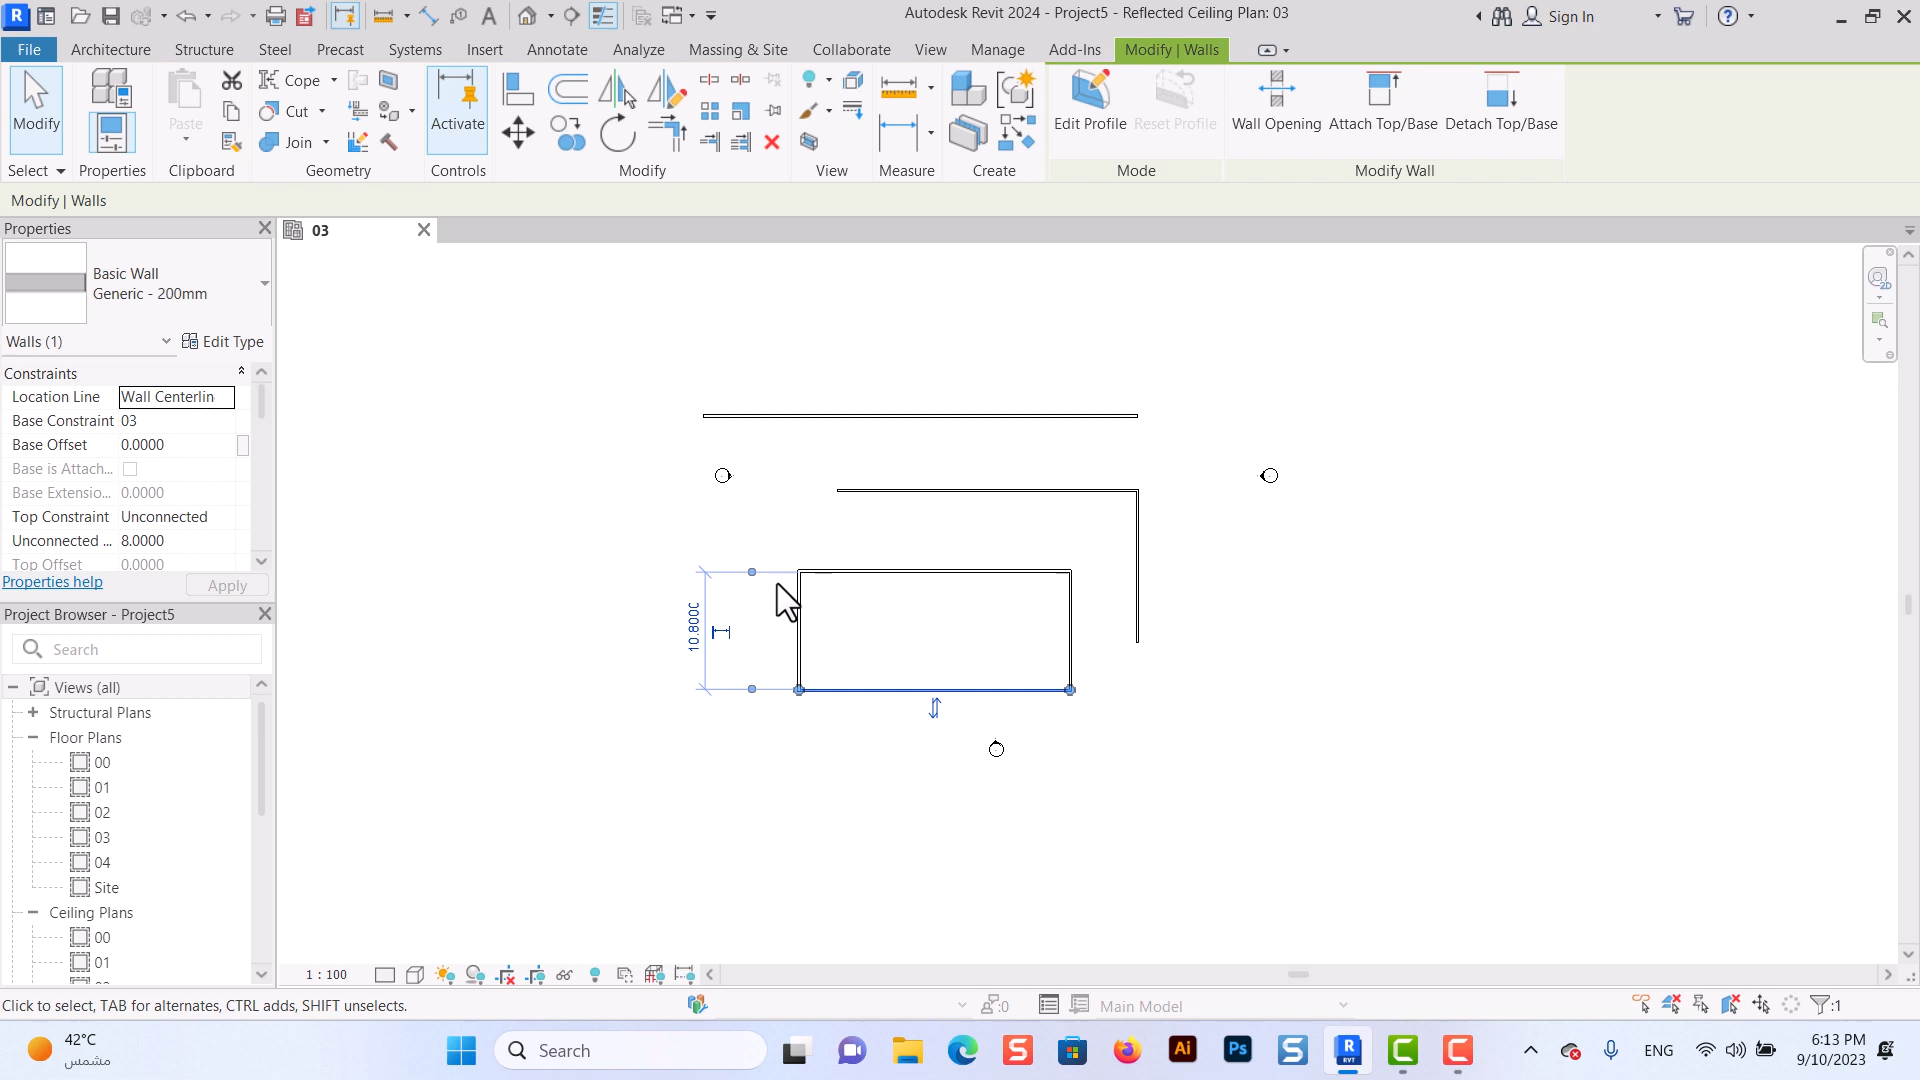 Autodesk Revit 2024 - Project5 - Reflected Ceiling Plan: 03
Sign In
File
Architecture
Structure
Steel
Precast
Systems
Insert
Annotate
Analyze
Massing & Site
Collaborate
View
Manage
Add-Ins
Modify | Walls
Modify
Paste
Cope
Cut
Join
Activate
Edit Profile
Reset Profile
Wall Opening
Attach Top/Base
Detach Top/Base
Select
Properties
Clipboard
Geometry
Controls
Modify
View
Measure
Create
Mode
Modify Wall
Modify | Walls
Properties
03
Basic Wall
Generic - 200mm
Walls (1)
Edit Type
Constraints
Location Line Wall Centerlin
Base Constraint 03
Base Offset 0.0000
Base is Attach...
Base Extensio... 0.0000
Top Constraint Unconnected
Unconnected ... 8.0000
Top Offset 0.0000
Properties help
Apply
Project Browser - Project5
Search
Views (all)
Structural Plans
Floor Plans
00
01
02
03
04
Site
Ceiling Plans
00
01
10.800
2D
1 : 100
Click to select, TAB for alternates, CTRL adds, SHIFT unselects.
:0
Main Model
:1
42°C
مشمس
Search
Ai
Ps
S
S
R
RVT
C
C
ENG
6:13 PM
9/10/2023